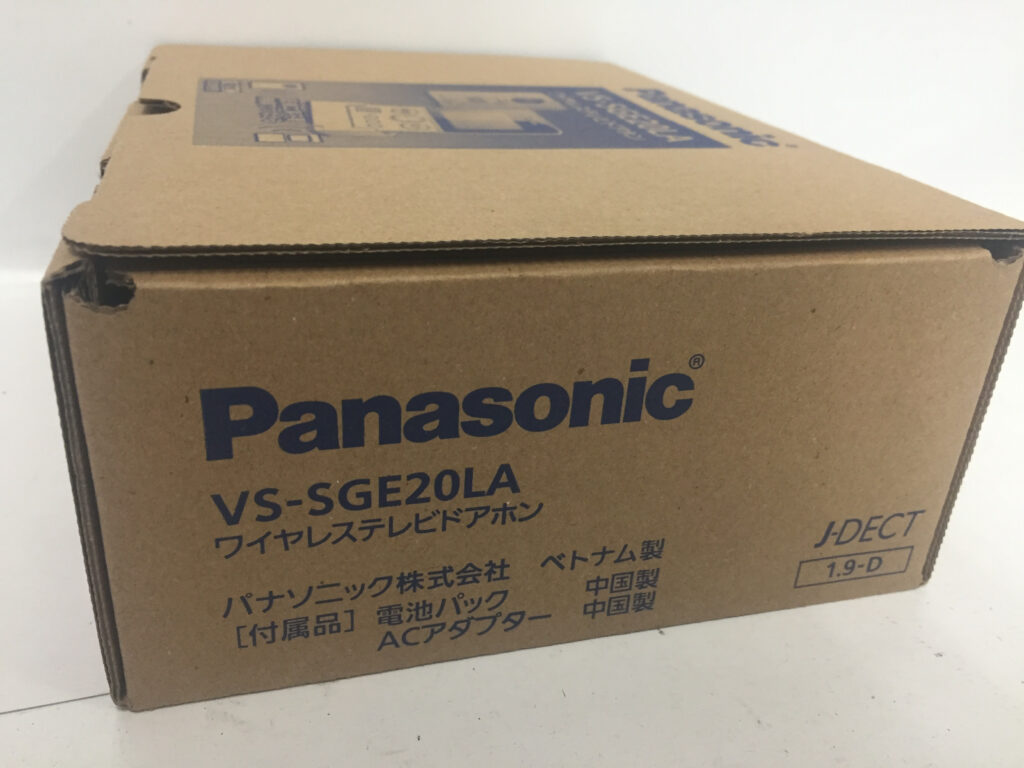 Panasonic
VS-SGE20LA
Panasonic®
VS-SGE20LA
ワイヤレステレビドアホン
パナソニック株式会社 ベトナム製
[付属品] 電池パック 中国製
ACアダプター 中国製
J-DECT
1.9-D